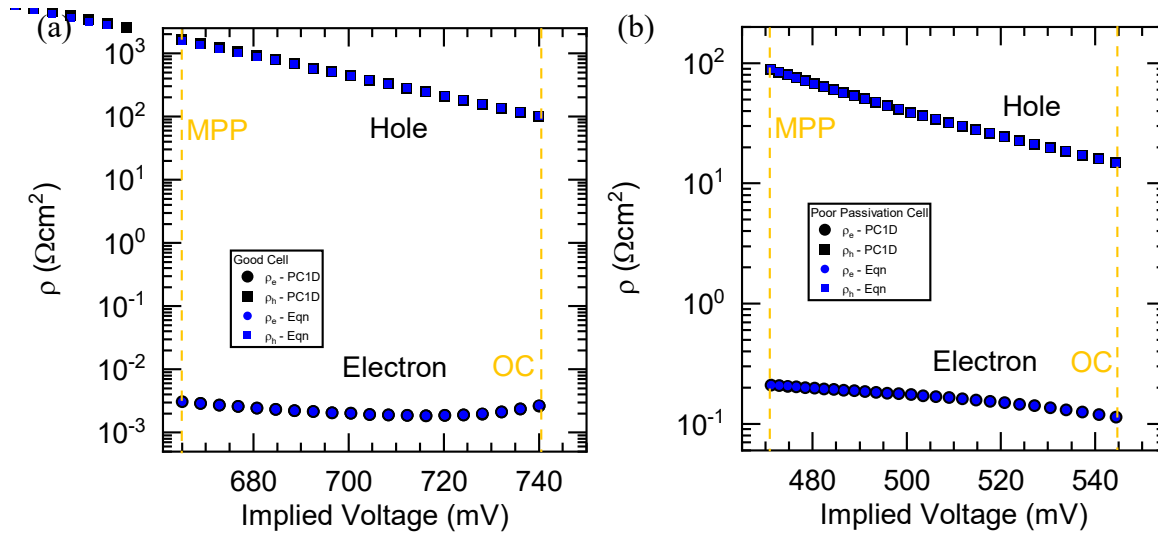 (a)
10³
10²
10¹
10⁰
10⁻¹
10⁻²
10⁻³
ρ (Ωcm²)
MPP
Hole
Good Cell
ρₑ - PC1D
ρₕ - PC1D
ρₑ - Eqn
ρₕ - Eqn
Electron
OC
680
700
720
740
Implied Voltage (mV)
(b)
10²
10¹
10⁰
10⁻¹
ρ (Ωcm²)
MPP
Hole
Poor Passivation Cell
ρₑ - PC1D
ρₕ - PC1D
ρₑ - Eqn
ρₕ - Eqn
Electron
OC
480
500
520
540
Implied Voltage (mV)